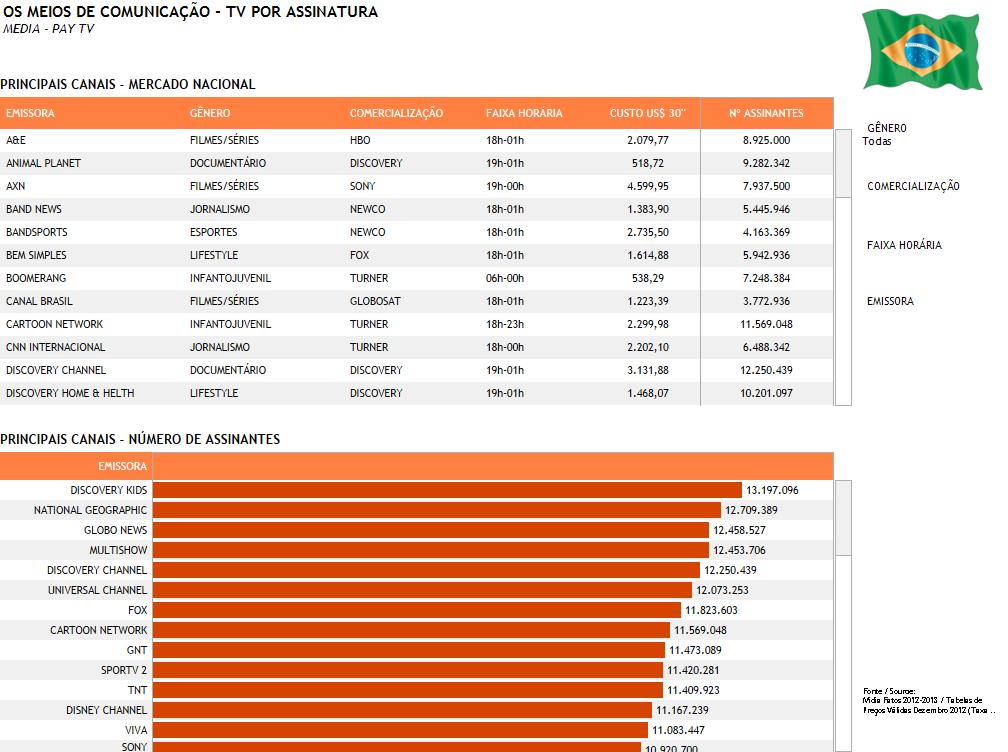 OS MEIOS DE COMUNICAÇÃO - TV POR ASSINATURA
MEDIA - PAY TV
PRINCIPAIS CANAIS - MERCADO NACIONAL
EMISSORA GÊNERO COMERCIALIZAÇÃO FAIXA HORÁRIA CUSTO US$ 30'' Nº ASSINANTES
A&E FILMES/SÉRIES HBO 18h-01h 2.079,77 8.925.000
ANIMAL PLANET DOCUMENTÁRIO DISCOVERY 19h-01h 518,72 9.282.342
AXN FILMES/SÉRIES SONY 19h-00h 4.599,95 7.937.500
BAND NEWS JORNALISMO NEWCO 18h-01h 1.383,90 5.445.946
BANDSPORTS ESPORTES NEWCO 18h-01h 2.735,50 4.163.369
BEM SIMPLES LIFESTYLE FOX 18h-01h 1.614,88 5.942.936
BOOMERANG INFANTOJUVENIL TURNER 06h-00h 538,29 7.248.384
CANAL BRASIL FILMES/SÉRIES GLOBOSAT 18h-01h 1.223,39 3.772.936
CARTOON NETWORK INFANTOJUVENIL TURNER 18h-23h 2.299,98 11.569.048
CNN INTERNACIONAL JORNALISMO TURNER 18h-00h 2.202,10 6.488.342
DISCOVERY CHANNEL DOCUMENTÁRIO DISCOVERY 19h-01h 3.131,88 12.250.439
DISCOVERY HOME & HELTH LIFESTYLE DISCOVERY 19h-01h 1.468,07 10.201.097
GÊNERO
Todas
COMERCIALIZAÇÃO
FAIXA HORÁRIA
EMISSORA
PRINCIPAIS CANAIS - NÚMERO DE ASSINANTES
EMISSORA
DISCOVERY KIDS 13.197.096
NATIONAL GEOGRAPHIC 12.709.389
GLOBO NEWS 12.458.527
MULTISHOW 12.453.706
DISCOVERY CHANNEL 12.250.439
UNIVERSAL CHANNEL 12.073.253
FOX 11.823.603
CARTOON NETWORK 11.569.048
GNT 11.473.089
SPORTV 2 11.420.281
TNT 11.409.923
DISNEY CHANNEL 11.167.239
VIVA 11.083.447
SONY 10.920.700
Fonte / Source:
Mídia Fatos 2012-2013 / Tabelas de
Preços Válidas Dezembro 2012 (Taxa ...